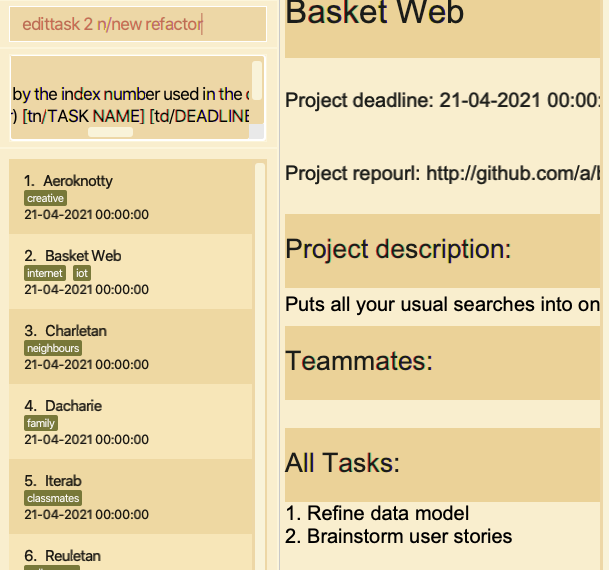 edittask 2 n/new refactor
by the index number used in the
) [tn/TASK NAME] [td/DEADLINE
1. Aeroknotty
creative
21-04-2021 00:00:00
2. Basket Web
internet iot
21-04-2021 00:00:00
3. Charletan
neighbours
21-04-2021 00:00:00
4. Dacharie
family
21-04-2021 00:00:00
5. Iterab
classmates
21-04-2021 00:00:00
6. Reuletan
Basket Web
Project deadline: 21-04-2021 00:00:
Project repourl: http://github.com/a/
Project description:
Puts all your usual searches into on
Teammates:
All Tasks:
1. Refine data model
2. Brainstorm user stories